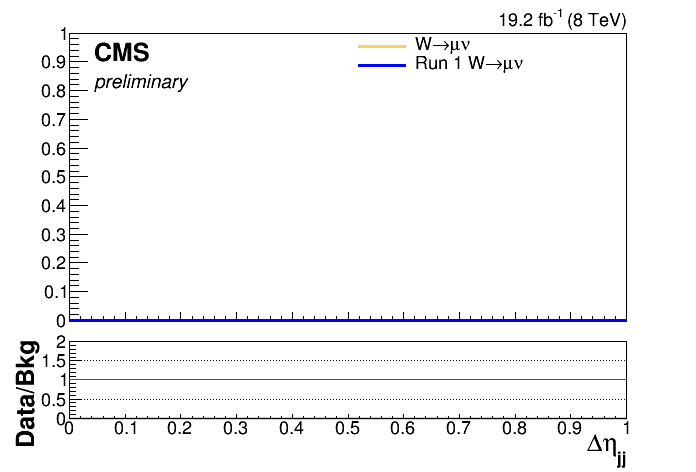 19.2 fb-1 (8 TeV)
CMS
preliminary
W→μν
Run 1 W→μν
1
0.9
0.8
0.7
0.6
0.5
0.4
0.3
0.2
0.1
0
Data/Bkg
2
1.5
1
0.5
0
0 0.1 0.2 0.3 0.4 0.5 0.6 0.7 0.8 0.9 1
Δηjj